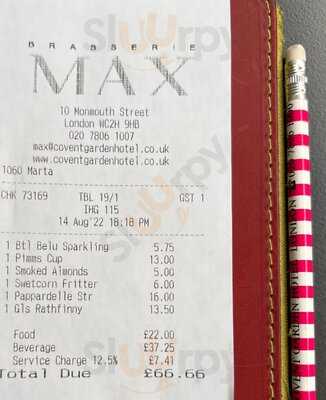 BRASSERIE
MAX
10 Monmouth Street
London WC2H 9HB
020 7806 1007
max@coventgardenhotel.co.uk
www.coventgardenhotel.co.uk
1060 Marta
CHK 73169 TBL 19/1 GST 1
IHG 115
14 Aug'22 18:18 PM
1 Btl Belu Sparkling 5.75
1 Pimms Cup 13.00
1 Smoked Almonds 5.00
1 Swetcorn Fritter 6.00
1 Pappardelle Str 16.00
1 Gls Rathfinny 13.50
Food £22.00
Beverage £37.25
Service Charge 12.5% £7.41
Total Due £66.66